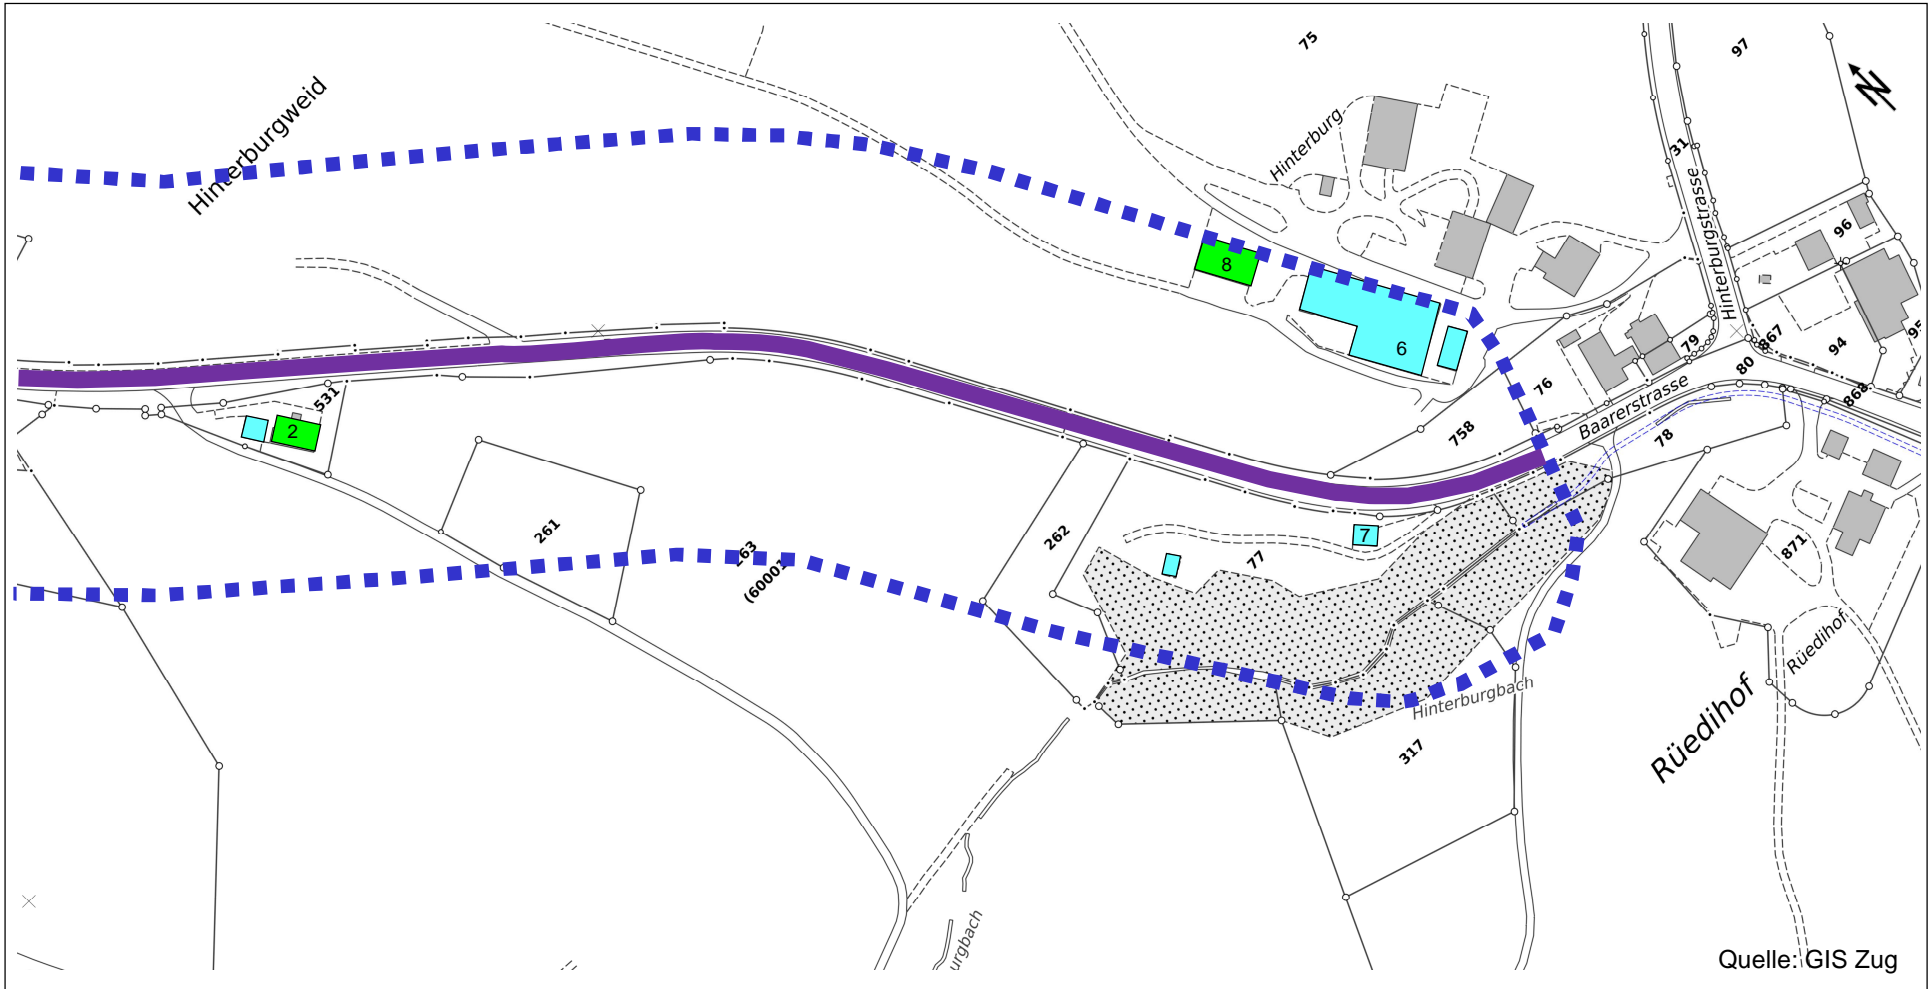 75
97
N
Hinterburgweid
Hinterburg
31
Hinterburgstrasse
96
8
6
531
2
76
79
867
94
95
80
868
Baarerstrasse
758
78
261
263
(60001
262
77
7
871
Hinterburgbach
Rüedihof
Rüedihof
317
urgbach
Quelle: GIS Zug